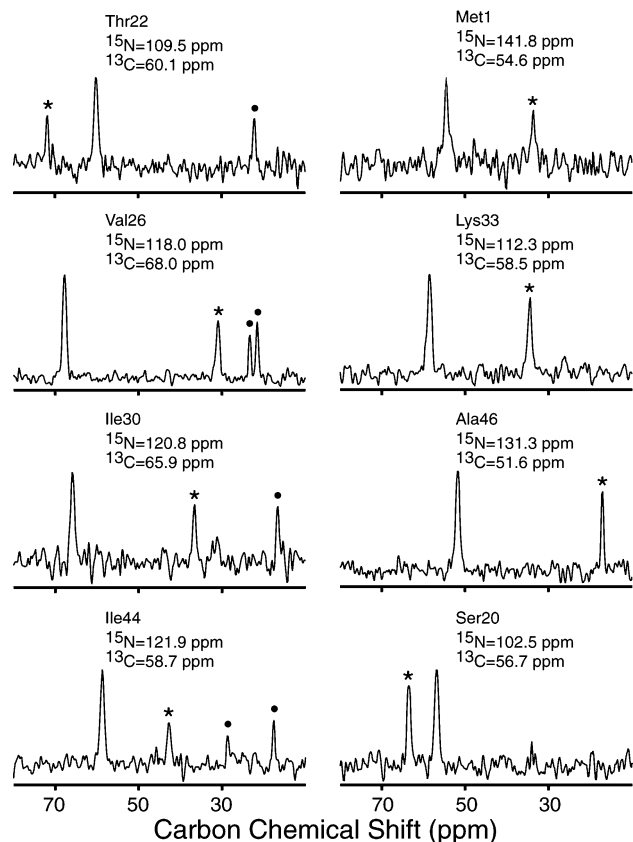 Thr22
¹⁵N=109.5 ppm
¹³C=60.1 ppm
*
•
Met1
¹⁵N=141.8 ppm
¹³C=54.6 ppm
*
Val26
¹⁵N=118.0 ppm
¹³C=68.0 ppm
* • •
Lys33
¹⁵N=112.3 ppm
¹³C=58.5 ppm
*
Ile30
¹⁵N=120.8 ppm
¹³C=65.9 ppm
* •
Ala46
¹⁵N=131.3 ppm
¹³C=51.6 ppm
*
Ile44
¹⁵N=121.9 ppm
¹³C=58.7 ppm
* • •
Ser20
¹⁵N=102.5 ppm
¹³C=56.7 ppm
*
70 50 30 70 50 30
Carbon Chemical Shift (ppm)